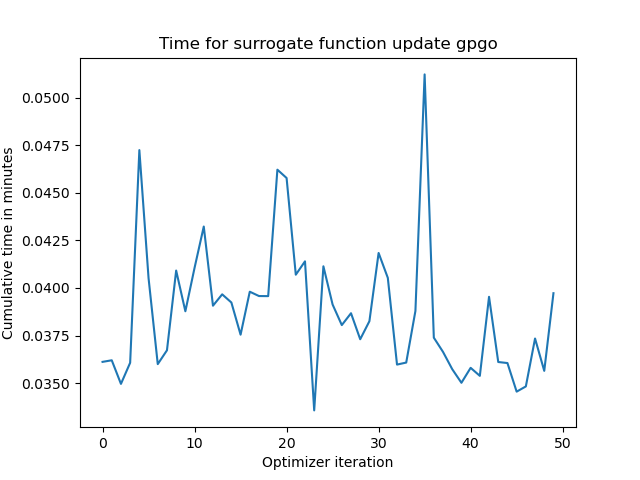 Time for surrogate function update gpgo
Cumulative time in minutes
0.0500
0.0475
0.0450
0.0425
0.0400
0.0375
0.0350
0 10 20 30 40 50
Optimizer iteration